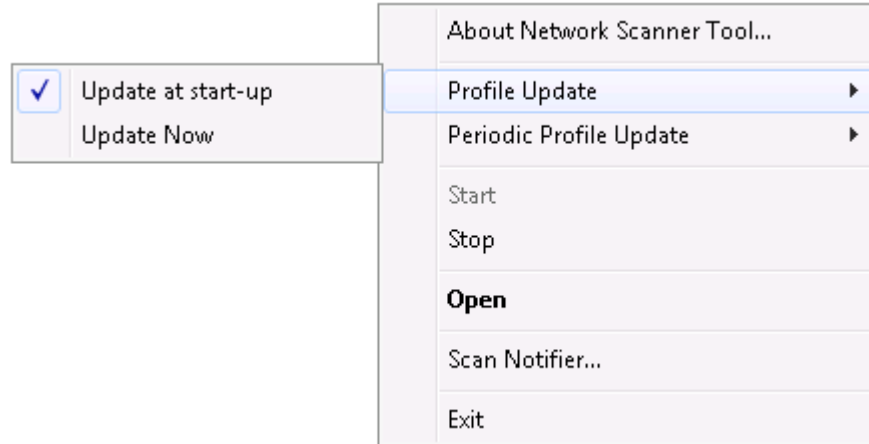 About Network Scanner Tool...
Profile Update
Update at start-up
Update Now
Periodic Profile Update
Start
Stop
Open
Scan Notifier...
Exit